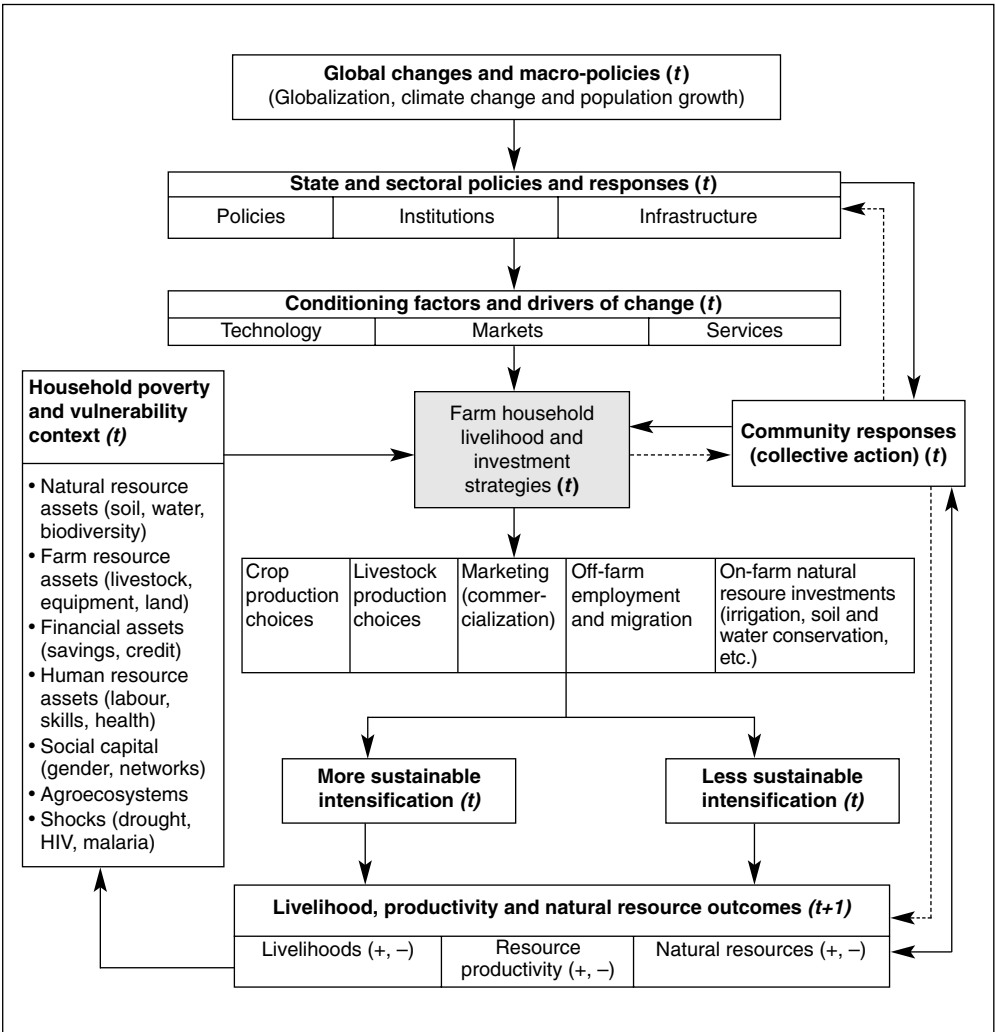 Global changes and macro-policies (t)
(Globalization, climate change and population growth)
State and sectoral policies and responses (t)
Policies
Institutions
Infrastructure
Conditioning factors and drivers of change (t)
Technology
Markets
Services
Household poverty
and vulnerability
context (t)
• Natural resource
assets (soil, water,
biodiversity)
• Farm resource
assets (livestock,
equipment, land)
• Financial assets
(savings, credit)
• Human resource
assets (labour,
skills, health)
• Social capital
(gender, networks)
• Agroecosystems
• Shocks (drought,
HIV, malaria)
Farm household
livelihood and
investment
strategies (t)
Community responses
(collective action) (t)
Crop
production
choices
Livestock
production
choices
Marketing
(commer-
cialization)
Off-farm
employment
and migration
On-farm natural
resoure investments
(irrigation, soil and
water conservation,
etc.)
More sustainable
intensification (t)
Less sustainable
intensification (t)
Livelihood, productivity and natural resource outcomes (t+1)
Livelihoods (+, –)
Resource
productivity (+, –)
Natural resources (+, –)